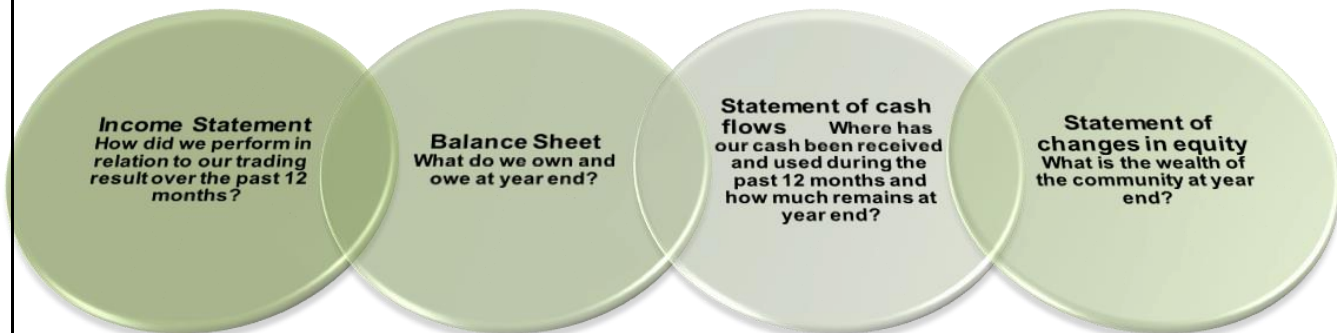 Income Statement
How did we perform in
relation to our trading
result over the past 12
months?
Balance Sheet
What do we own and
owe at year end?
Statement of cash
flows Where has
our cash been received
and used during the
past 12 months and
how much remains at
year end?
Statement of
changes in equity
What is the wealth of
the community at year
end?